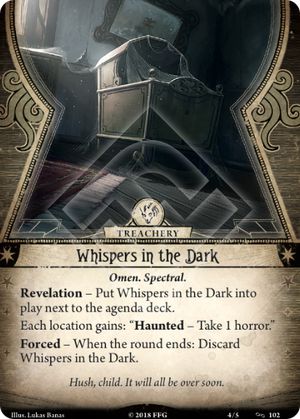 TREACHERY
Whispers in the Dark
Omen. Spectral.
Revelation – Put Whispers in the Dark into
play next to the agenda deck.
Each location gains: “Haunted – Take 1 horror.”
Forced – When the round ends: Discard
Whispers in the Dark.
Hush, child. It will all be over soon.
Illus. Lukas Banas © 2018 FFG 4/5 102